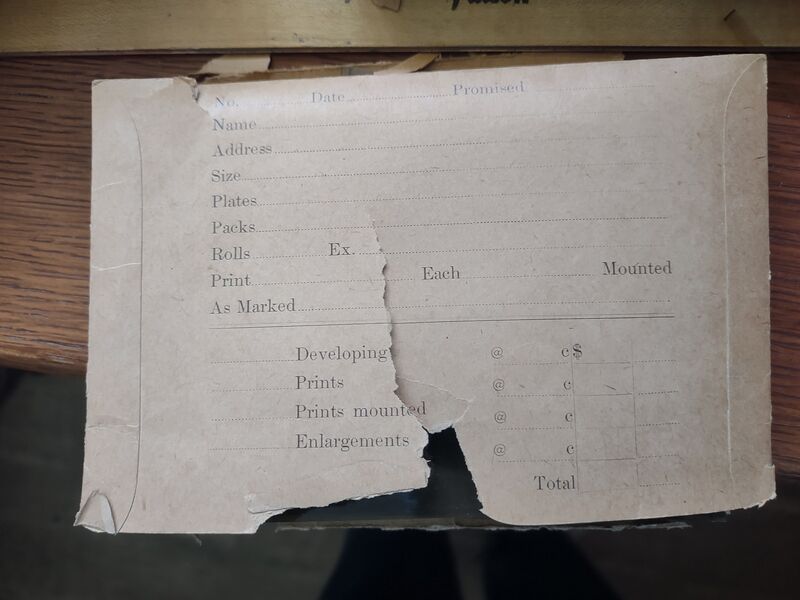 No. Date Promised
Name
Address
Size
Plates
Packs
Rolls Ex.
Print Each Mounted
As Marked
Developing @ c $
Prints @ c
Prints mounted @ c
Enlargements @ c
Total